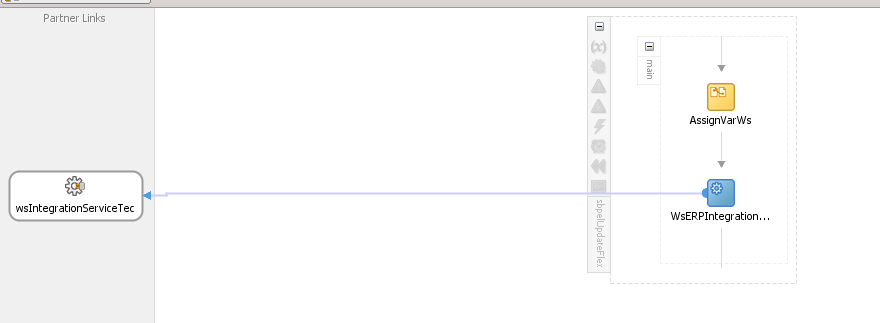 Partner Links
main
AssignVarWs
wsIntegrationServiceTec
WsERPIntegration...
sbpelUpdateFlex